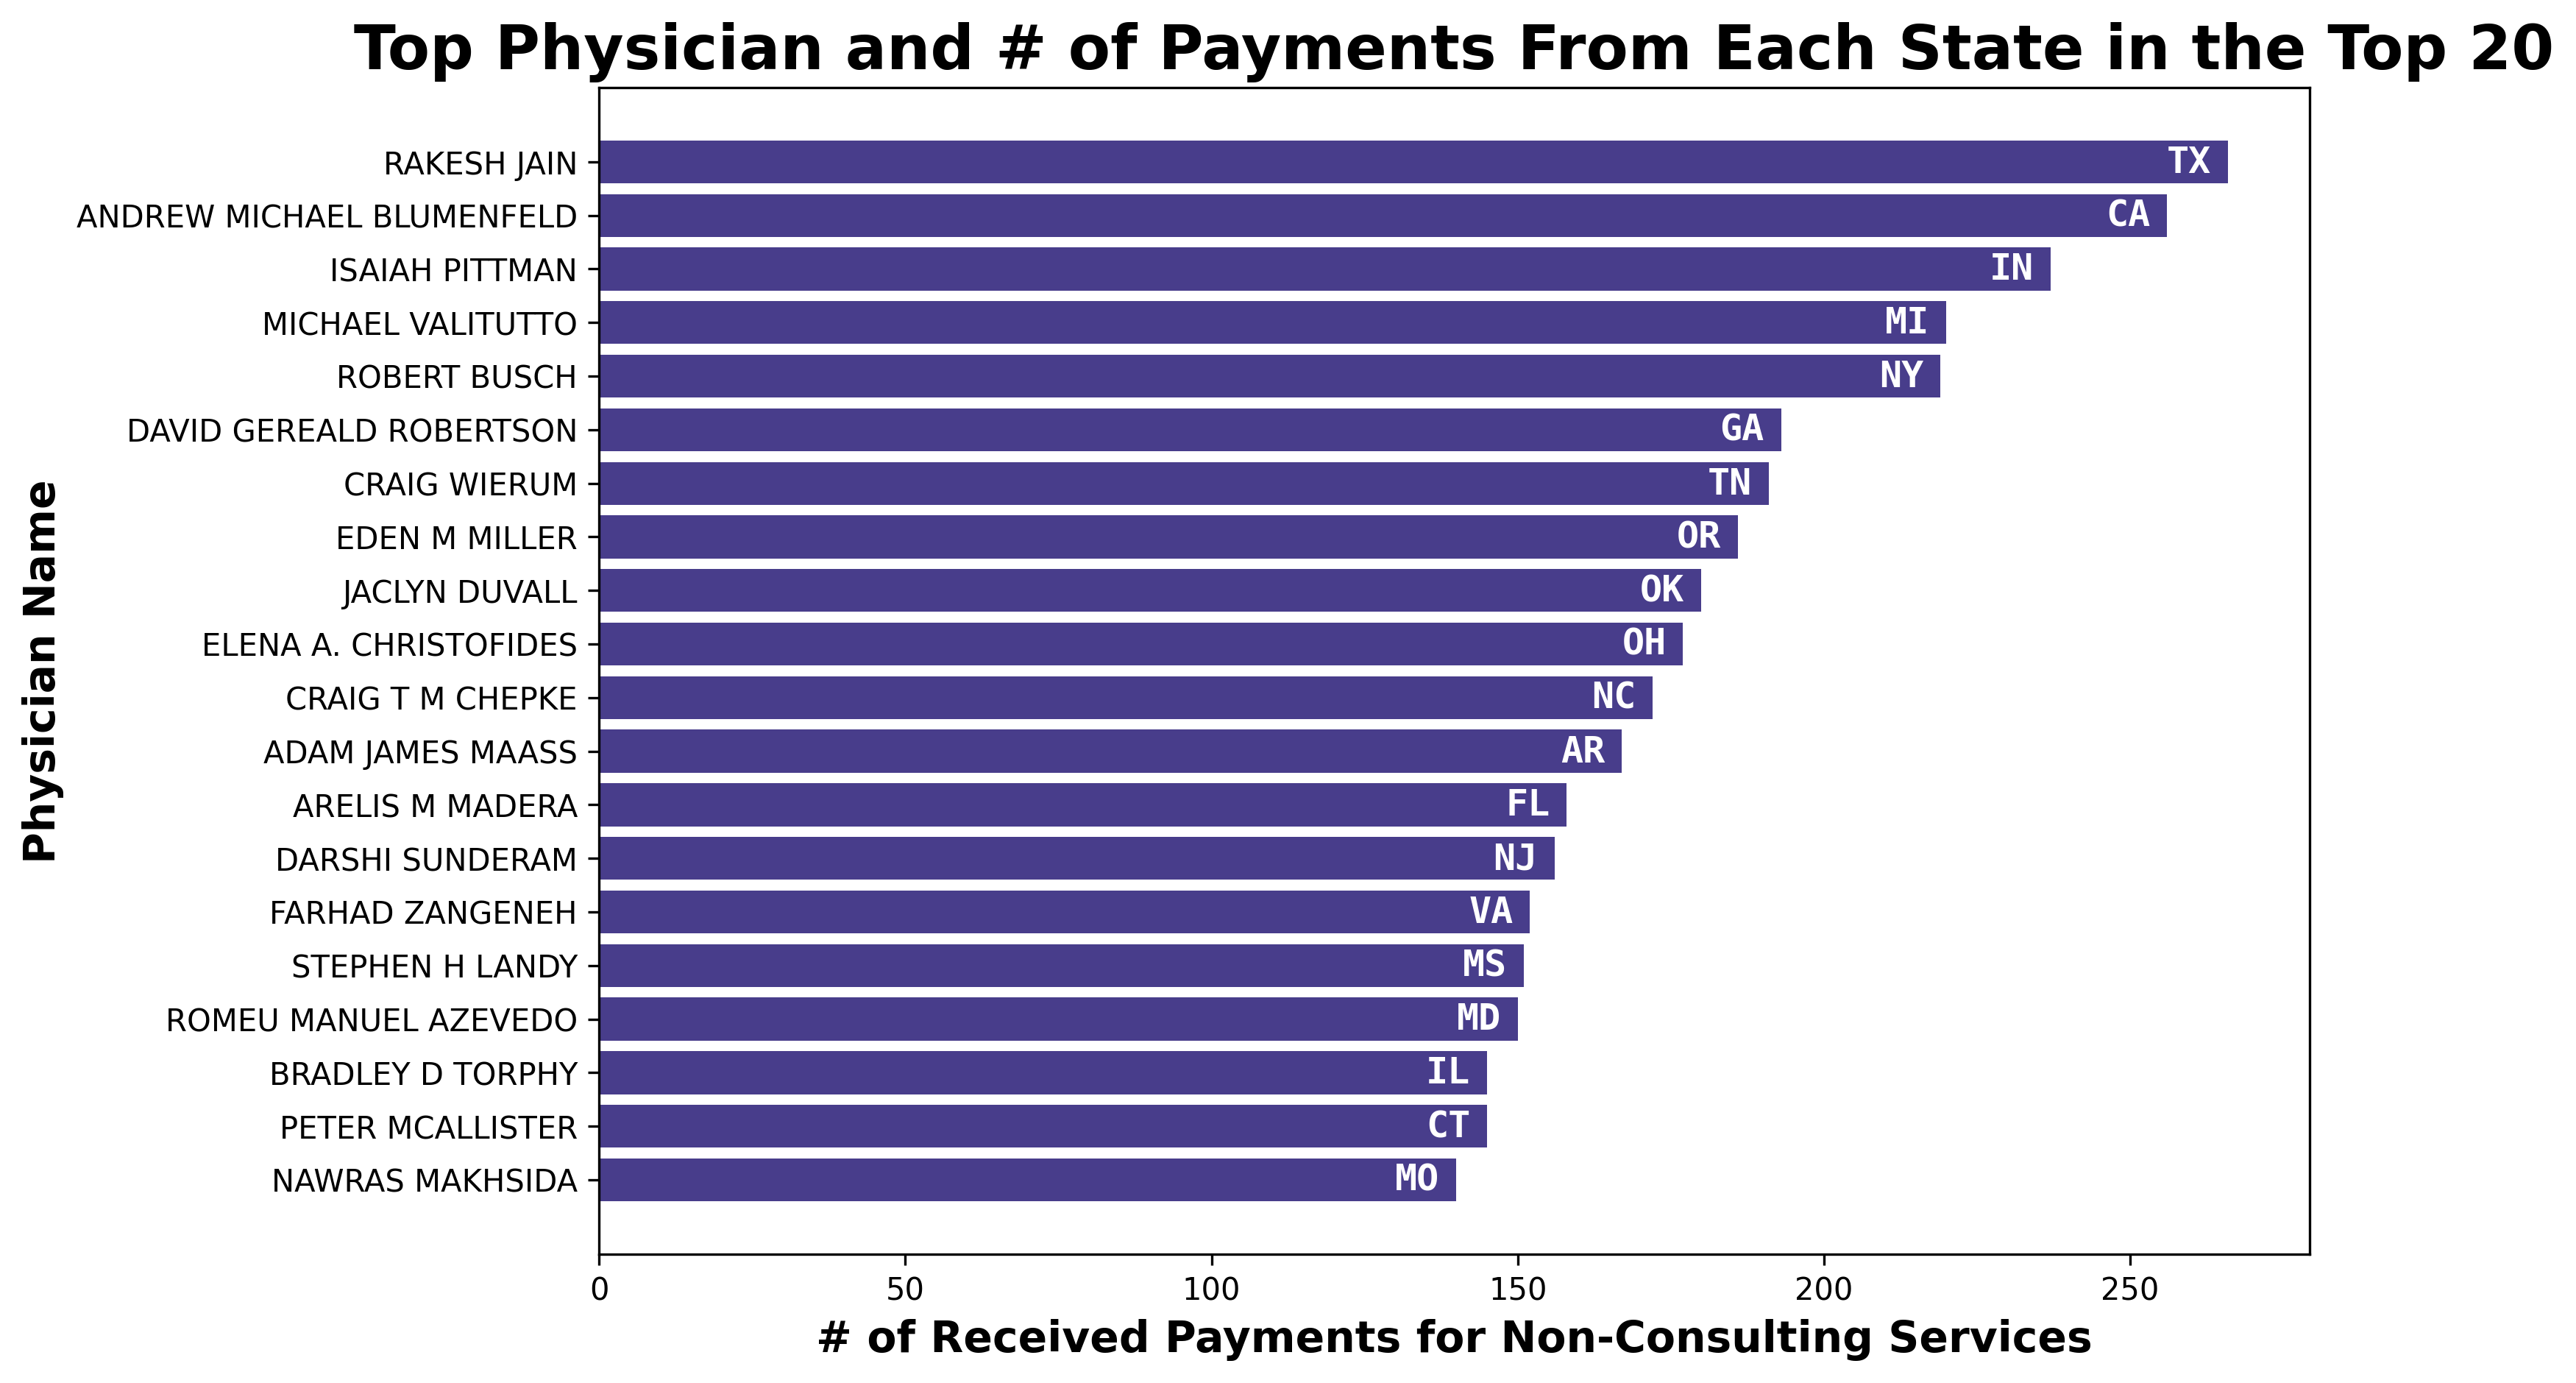 Top Physician and # of Payments From Each State in the Top 20
Physician Name
RAKESH JAIN TX
ANDREW MICHAEL BLUMENFELD CA
ISAIAH PITTMAN IN
MICHAEL VALITUTTO MI
ROBERT BUSCH NY
DAVID GEREALD ROBERTSON GA
CRAIG WIERUM TN
EDEN M MILLER OR
JACLYN DUVALL OK
ELENA A. CHRISTOFIDES OH
CRAIG T M CHEPKE NC
ADAM JAMES MAASS AR
ARELIS M MADERA FL
DARSHI SUNDERAM NJ
FARHAD ZANGENEH VA
STEPHEN H LANDY MS
ROMEU MANUEL AZEVEDO MD
BRADLEY D TORPHY IL
PETER MCALLISTER CT
NAWRAS MAKHSIDA MO
0 50 100 150 200 250
# of Received Payments for Non-Consulting Services